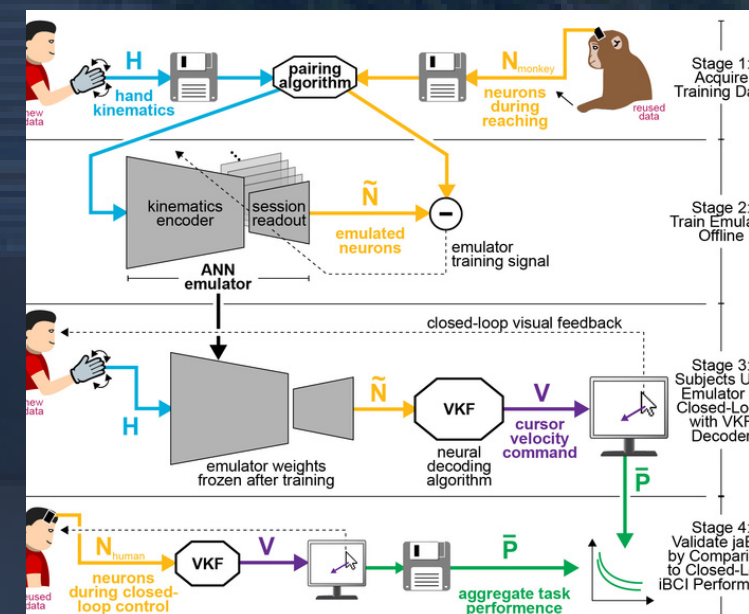 H
hand
kinematics
new
data
pairing
algorithm
N monkey
neurons
during
reaching
reused
data
Stage 1:
Acquire
Training Da
kinematics
encoder
session
readout
Ñ
emulated
neurons
−
emulator
training signal
ANN
emulator
Stage 2:
Train Emula
Offline
closed-loop visual feedback
new
data
H
emulator weights
frozen after training
Ñ
VKF
neural
decoding
algorithm
V
cursor
velocity
command
P̄
Stage 3:
Subjects U
Emulator
Closed-Lo
with VKF
Decoder
N human
neurons
during closed-
loop control
used
data
VKF
V
P̄
aggregate task
performance
Stage 4:
Validate jaB
by Compari
to Closed-L
iBCI Perform